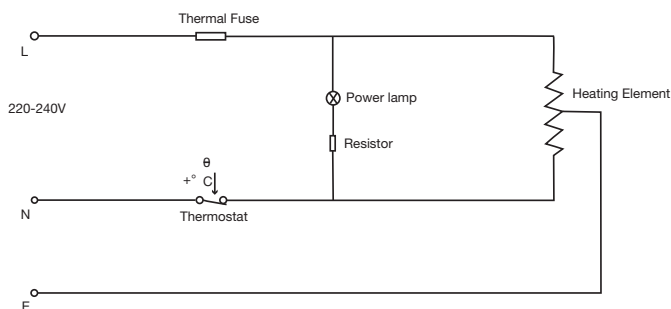 Thermal Fuse
L
Power lamp
Heating Element
220-240V
Resistor
θ
+° C
N
Thermostat
E